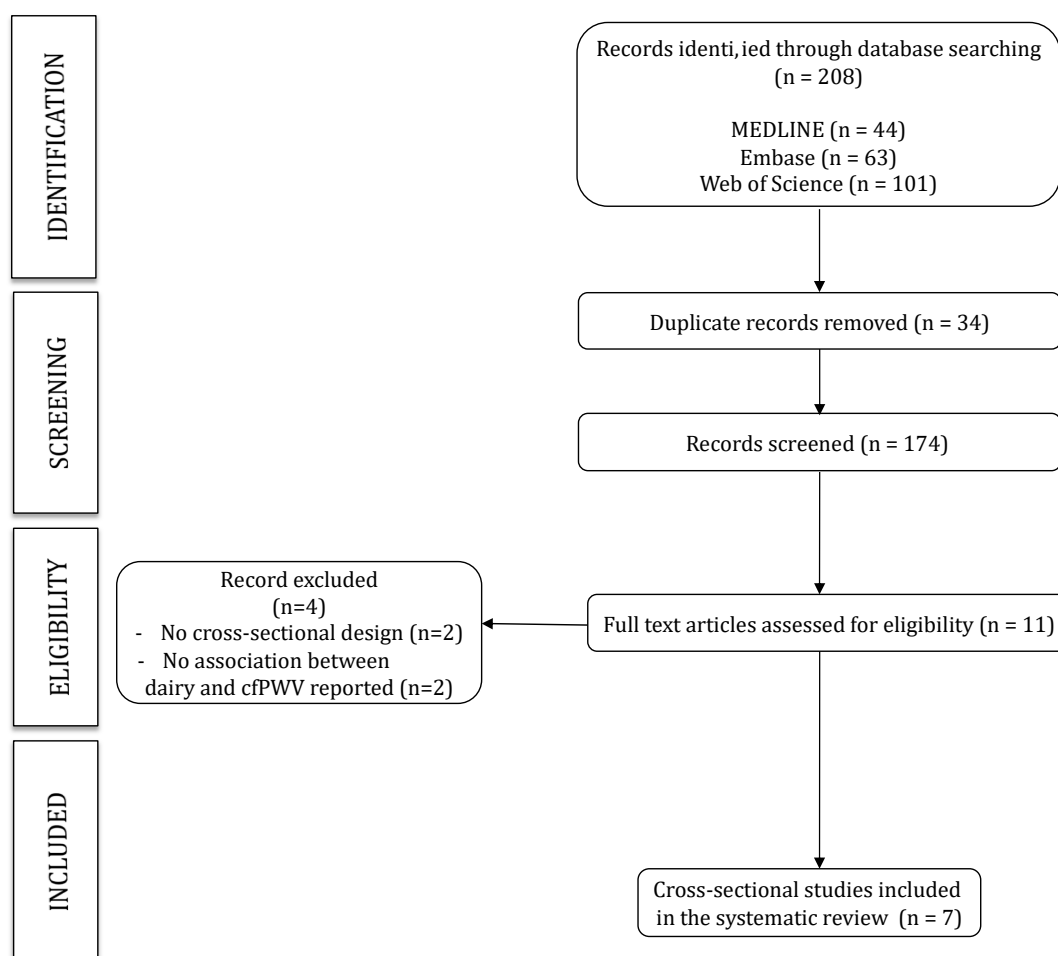 IDENTIFICATION
Records identi,ied through database searching
(n = 208)
MEDLINE (n = 44)
Embase (n = 63)
Web of Science (n = 101)
SCREENING
Duplicate records removed (n = 34)
Records screened (n = 174)
ELIGIBILITY
Record excluded
(n=4)
- No cross-sectional design (n=2)
- No association between
dairy and cfPWV reported (n=2)
Full text articles assessed for eligibility (n = 11)
INCLUDED
Cross-sectional studies included
in the systematic review (n = 7)